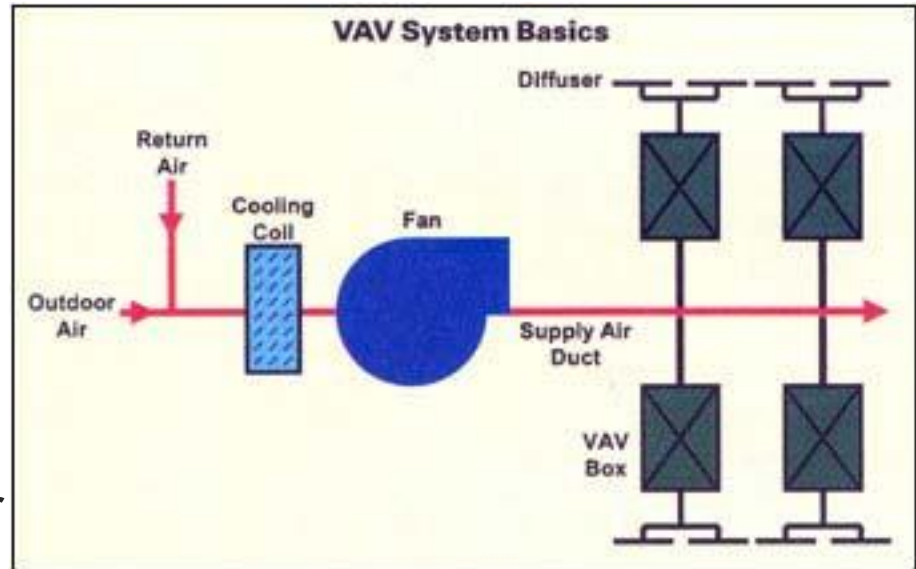 VAV System Basics
Diffuser
Return
Air
Cooling
Coil
Fan
Outdoor
Air
Supply Air
Duct
VAV
Box